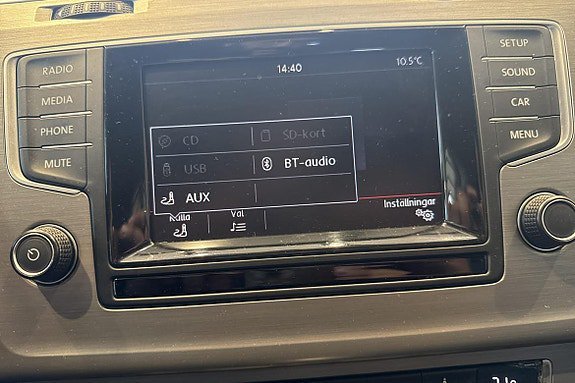 RADIO
MEDIA
PHONE
MUTE
14:40
10.5°C
CD
SD-kort
USB
BT-audio
AUX
Källa
Val
Inställningar
SETUP
SOUND
CAR
MENU